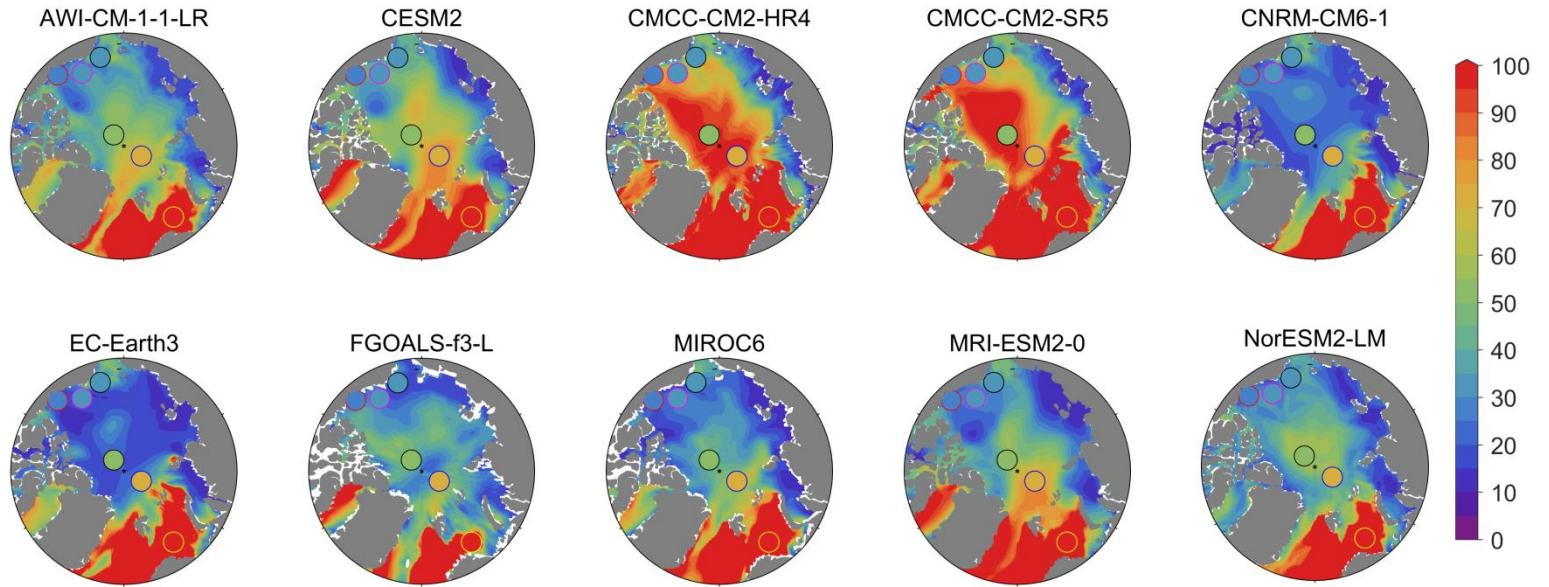 AWI-CM-1-1-LR
CESM2
CMCC-CM2-HR4
CMCC-CM2-SR5
CNRM-CM6-1
EC-Earth3
FGOALS-f3-L
MIROC6
MRI-ESM2-0
NorESM2-LM
100
90
80
70
60
50
40
30
20
10
0